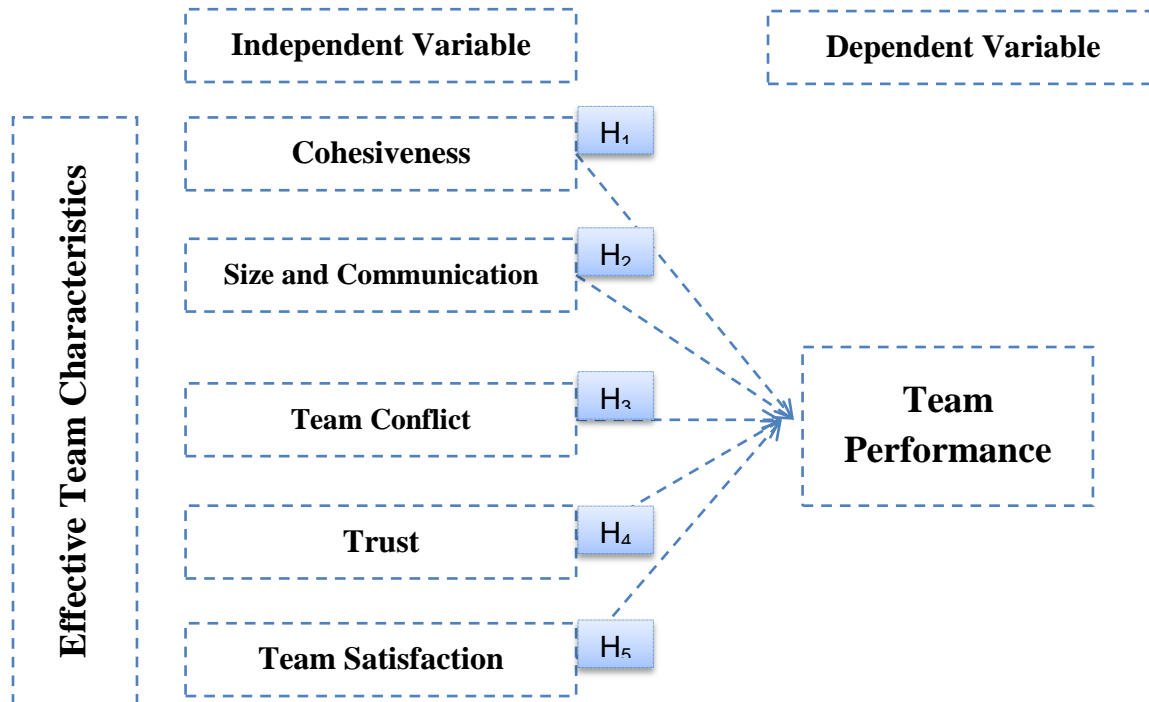 Independent Variable
Dependent Variable
Effective Team Characteristics
Cohesiveness
H₁
Size and Communication
H₂
Team Conflict
H₃
Team
Performance
Trust
H₄
Team Satisfaction
H₅